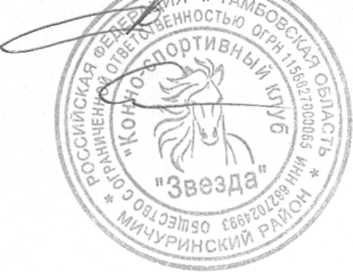 РОССИЙСКАЯ ФЕДЕРАЦИЯ * ТАМБОВСКАЯ ОБЛАСТЬ *
МИЧУРИНСКИЙ РАЙОН *
ОБЩЕСТВО С ОГРАНИЧЕННОЙ ОТВЕТСТВЕННОСТЬЮ ОГРН 1156827000065 ИНН 6827024993
"Конно-спортивный клуб
"Звезда"